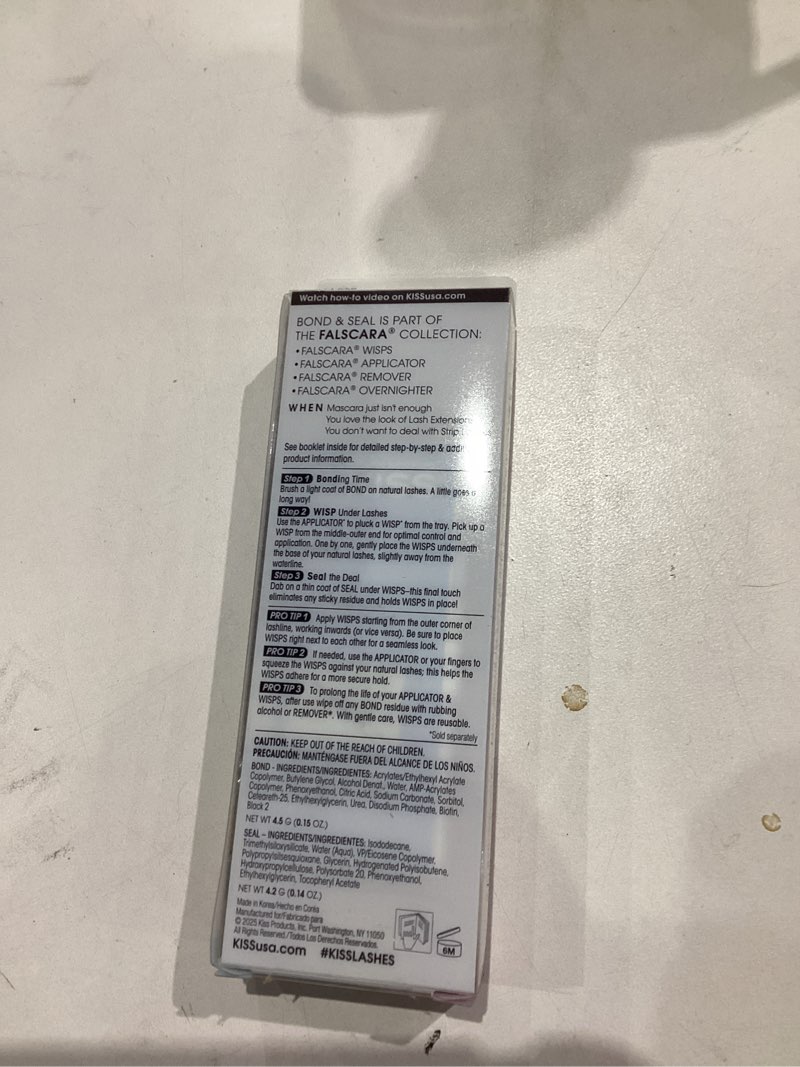 Watch how-to video on KISSusa.com
BOND & SEAL IS PART OF
THE FALSCARA® COLLECTION:
• FALSCARA® WISPS
• FALSCARA® APPLICATOR
• FALSCARA® REMOVER
• FALSCARA® OVERNIGHTER
WHEN Mascara just isn't enough
You love the look of Lash Extension
You don't want to deal with Strip
See booklet inside for detailed step-by-step &
product information.
Step 1 Bonding Time
Brush a light coat of BOND on natural lashes. A little goes a
long way!
Step 2 WISP Under Lashes
Use the APPLICATOR* to pluck a WISP* from the tray. Pick up a
WISP from the middle-outer end for optimal control and
application. One by one, gently place the WISPS underneath
the base of your natural lashes, slightly away from the
waterline.
Step 3 Seal the Deal
Dab on a thin coat of SEAL under WISPS–this final touch
eliminates any sticky residue and holds WISPS in place!
PRO TIP 1 Apply WISPS starting from the outer corner of
lashline, working inwards (or vice versa). Be sure to place
WISPS right next to each other for a seamless look.
PRO TIP 2 If needed, use the APPLICATOR or your fingers to
squeeze the WISPS against your natural lashes; this helps the
WISPS adhere for a more secure hold.
PRO TIP 3 To prolong the life of your APPLICATOR &
WISPS, after use wipe off any BOND residue with rubbing
alcohol or REMOVER*. With gentle care, WISPS are reusable.
*Sold separately
CAUTION: KEEP OUT OF THE REACH OF CHILDREN.
PRECAUCIÓN: MANTÉNGASE FUERA DEL ALCANCE DE LOS NIÑOS.
BOND - INGREDIENTS/INGREDIENTES: Acrylates/Ethylhexyl Acrylate
Copolymer, Butylene Glycol, Alcohol Denat., Water, AMP-Acrylates
Copolymer, Phenoxyethanol, Citric Acid, Sodium Carbonate, Sorbitol,
Ceteareth-25, Ethylhexylglycerin, Urea, Disodium Phosphate, Biotin,
Black 2
NET WT 4.5 G (0.15 OZ.)
SEAL – INGREDIENTS/INGREDIENTES: Isododecane,
Trimethylsiloxysilicate, Water (Aqua), VP/Eicosene Copolymer,
Polypropylsilsesquioxane, Glycerin, Hydrogenated Polyisobutene,
Hydroxypropylcellulose, Polysorbate 20, Phenoxyethanol,
Ethylhexylglycerin, Tocopheryl Acetate
NET WT 4.2 G (0.14 OZ.)
Made in Korea/Hecho en Corea
Manufactured for/Fabricado para
© 2025 Kiss Products, Inc. Port Washington, NY 11050
All Rights Reserved./Todos Los Derechos Reservados.
KISSusa.com #KISSLASHES
6M